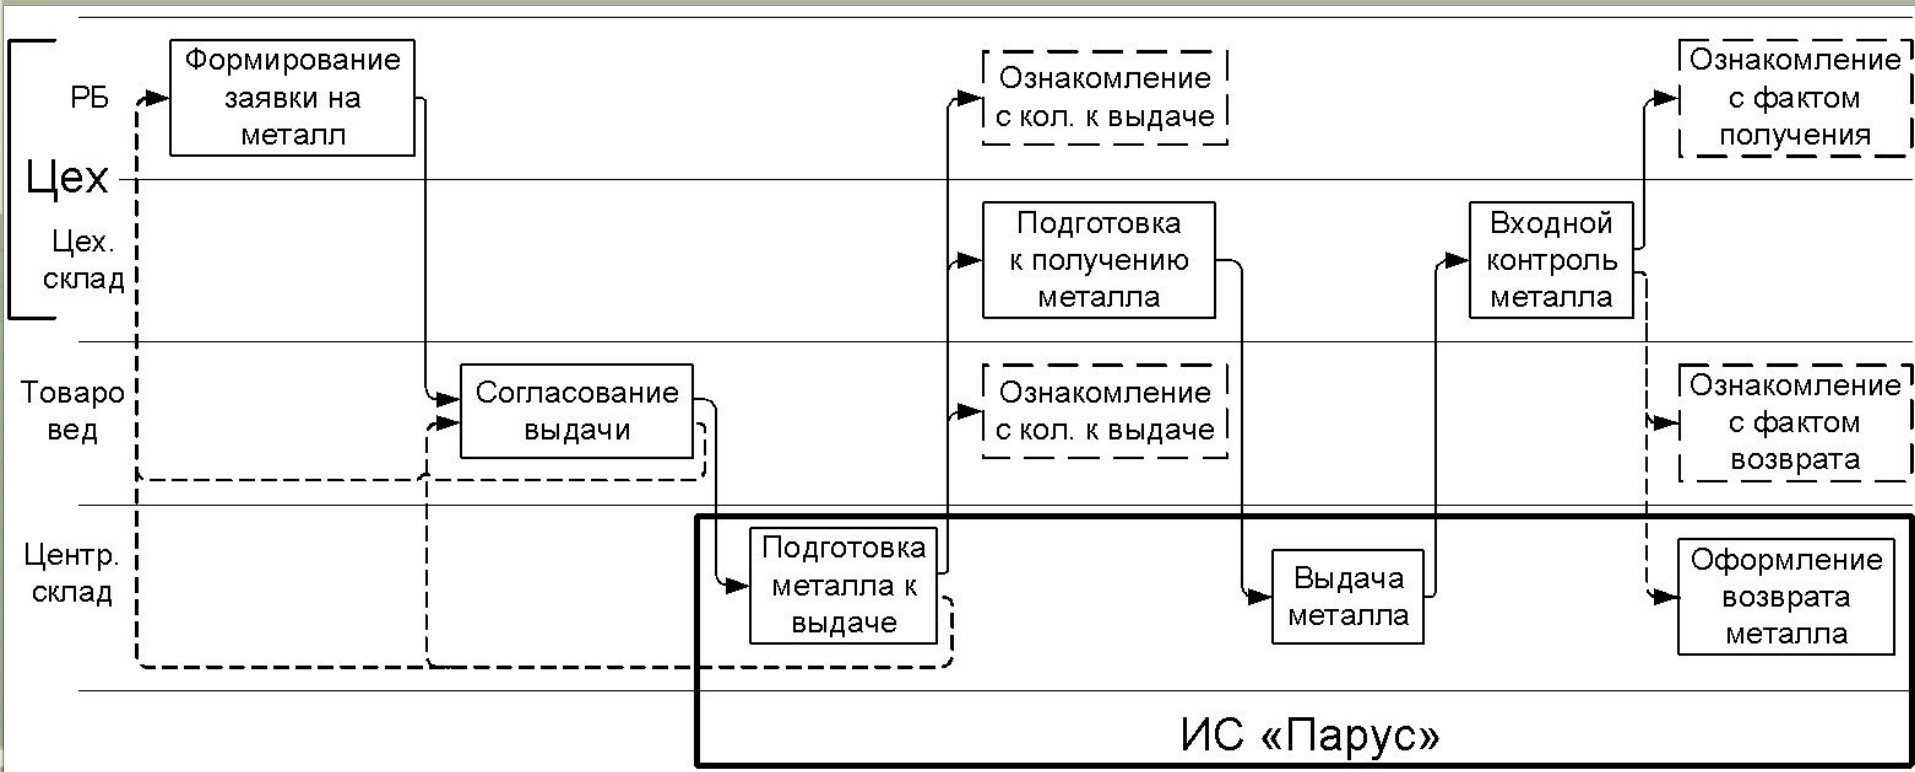 РБ
Цех
Цех.
склад
Товаро
вед
Центр.
склад
Формирование
заявки на
металл
Согласование
выдачи
Подготовка
металла к
выдаче
Ознакомление
с кол. к выдаче
Подготовка
к получению
металла
Ознакомление
с кол. к выдаче
Выдача
металла
Входной
контроль
металла
Ознакомление
с фактом
получения
Ознакомление
с фактом
возврата
Оформление
возврата
металла
ИС «Парус»